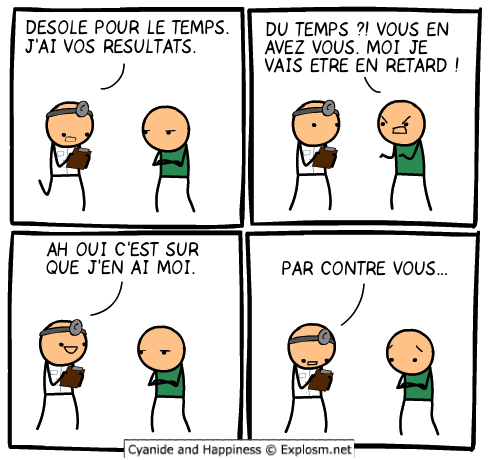 DESOLE POUR LE TEMPS.
J'AI VOS RESULTATS.
DU TEMPS ?! VOUS EN
AVEZ VOUS. MOI JE
VAIS ETRE EN RETARD !
AH OUI C'EST SUR
QUE J'EN AI MOI.
PAR CONTRE VOUS...
Cyanide and Happiness © Explosm.net